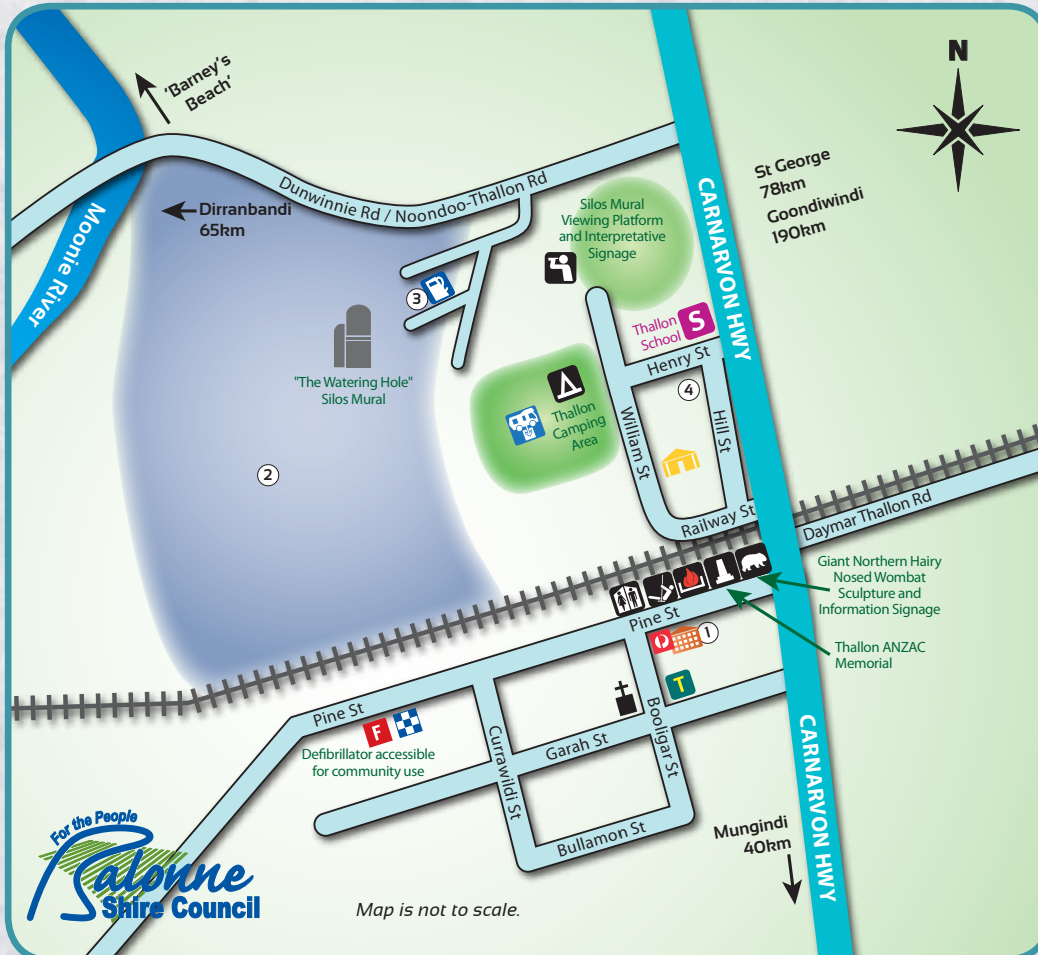 N
'Barney's
Beach'
Dunwinnie Rd / Noondoo-Thallon Rd
Dirranbandi
65km
Moonie River
CARNARVON HWY
St George
78km
Goondiwindi
190km
Silos Mural
Viewing Platform
and Interpretative
Signage
3
Thallon
School
S
Henry St
4
"The Watering Hole"
Silos Mural
Thallon
Camping
Area
William St
Hill St
2
Railway St
Daymar Thallon Rd
Giant Northern Hairy
Nosed Wombat
Sculpture and
Information Signage
Pine St
1
Thallon ANZAC
Memorial
T
Pine St
F
Defibrillator accessible
for community use
Currawildi St
Garah St
Booligar St
CARNARVON HWY
Bullamon St
Mungindi
40km
For the People
Balonne
Shire Council
Map is not to scale.